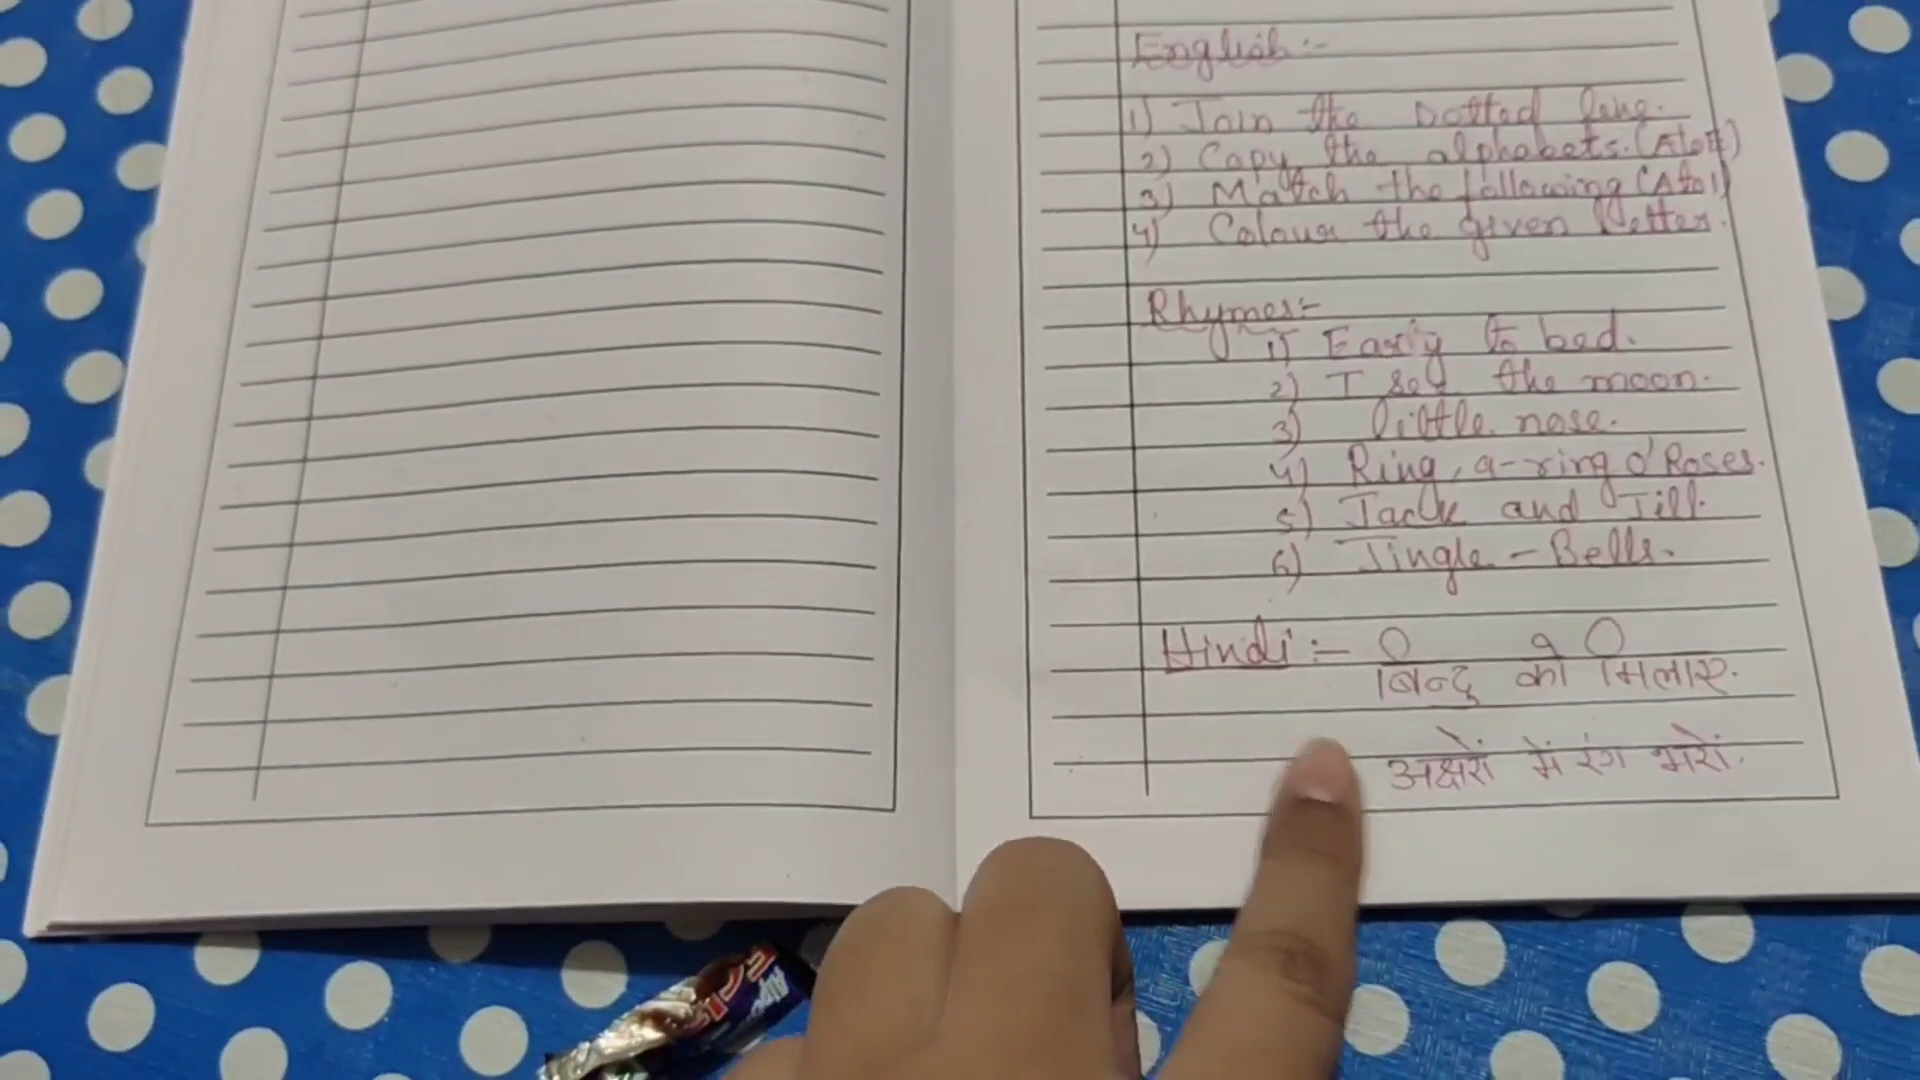 English :-
1) Join the Dotted line.
2) Capy the alphabets. (A to E)
3) Match the following (A to I)
4) Colour the given letter.
Rhymes:-
1) Early to bed.
2) I see the moon.
3) little nose.
4) Ring, a-ring o' Roses.
5) Jack and Jill.
6) Jingle - Bells.
Hindi :- बिन्दू को मिलाए.
अक्षरों में रंग भरों.
Alpe